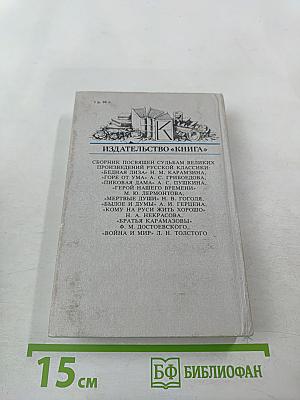 ИЗДАТЕЛЬСТВО «КНИГА»
СБОРНИК ПОСВЯЩЕН СУДЬБАМ ВЕЛИКИХ
ПРОИЗВЕДЕНИЙ РУССКОЙ КЛАССИКИ:
«БЕДНАЯ ЛИЗА» Н. М. КАРАМЗИНА,
«ГОРЕ ОТ УМА» А. С. ГРИБОЕДОВА,
«ПИКОВАЯ ДАМА» А. С. ПУШКИНА,
«ГЕРОЙ НАШЕГО ВРЕМЕНИ»
М. Ю. ЛЕРМОНТОВА,
«МЕРТВЫЕ ДУШИ» Н. В. ГОГОЛЯ,
«БЫЛОЕ И ДУМЫ» А. И. ГЕРЦЕНА,
«КОМУ НА РУСИ ЖИТЬ ХОРОШО»
Н. А. НЕКРАСОВА,
«БРАТЬЯ КАРАМАЗОВЫ»
Ф. М. ДОСТОЕВСКОГО,
«ВОЙНА И МИР» Л. Н. ТОЛСТОГО
15 см
БФ БИБЛИОФАН